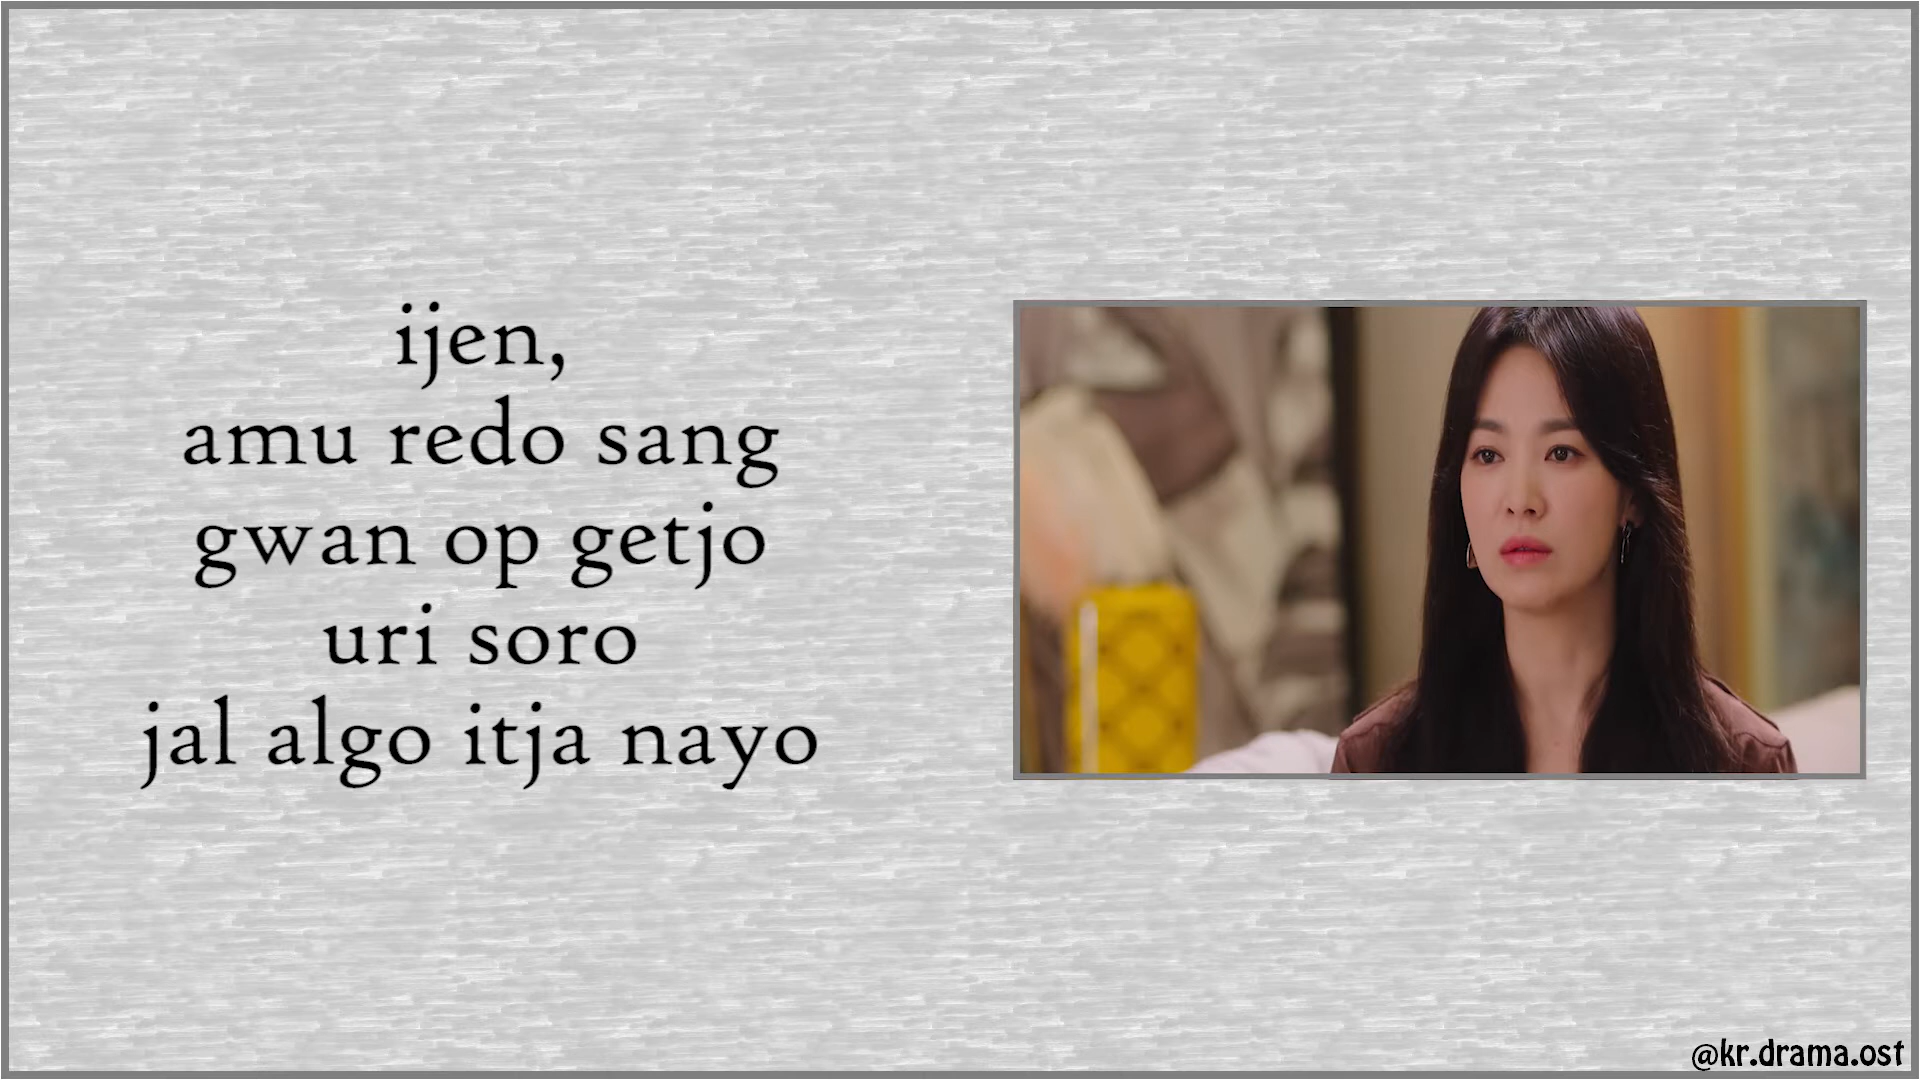 ijen,
amu redo sang
gwan op getjo
uri soro
jal algo itja nayo
@kr.drama.ost